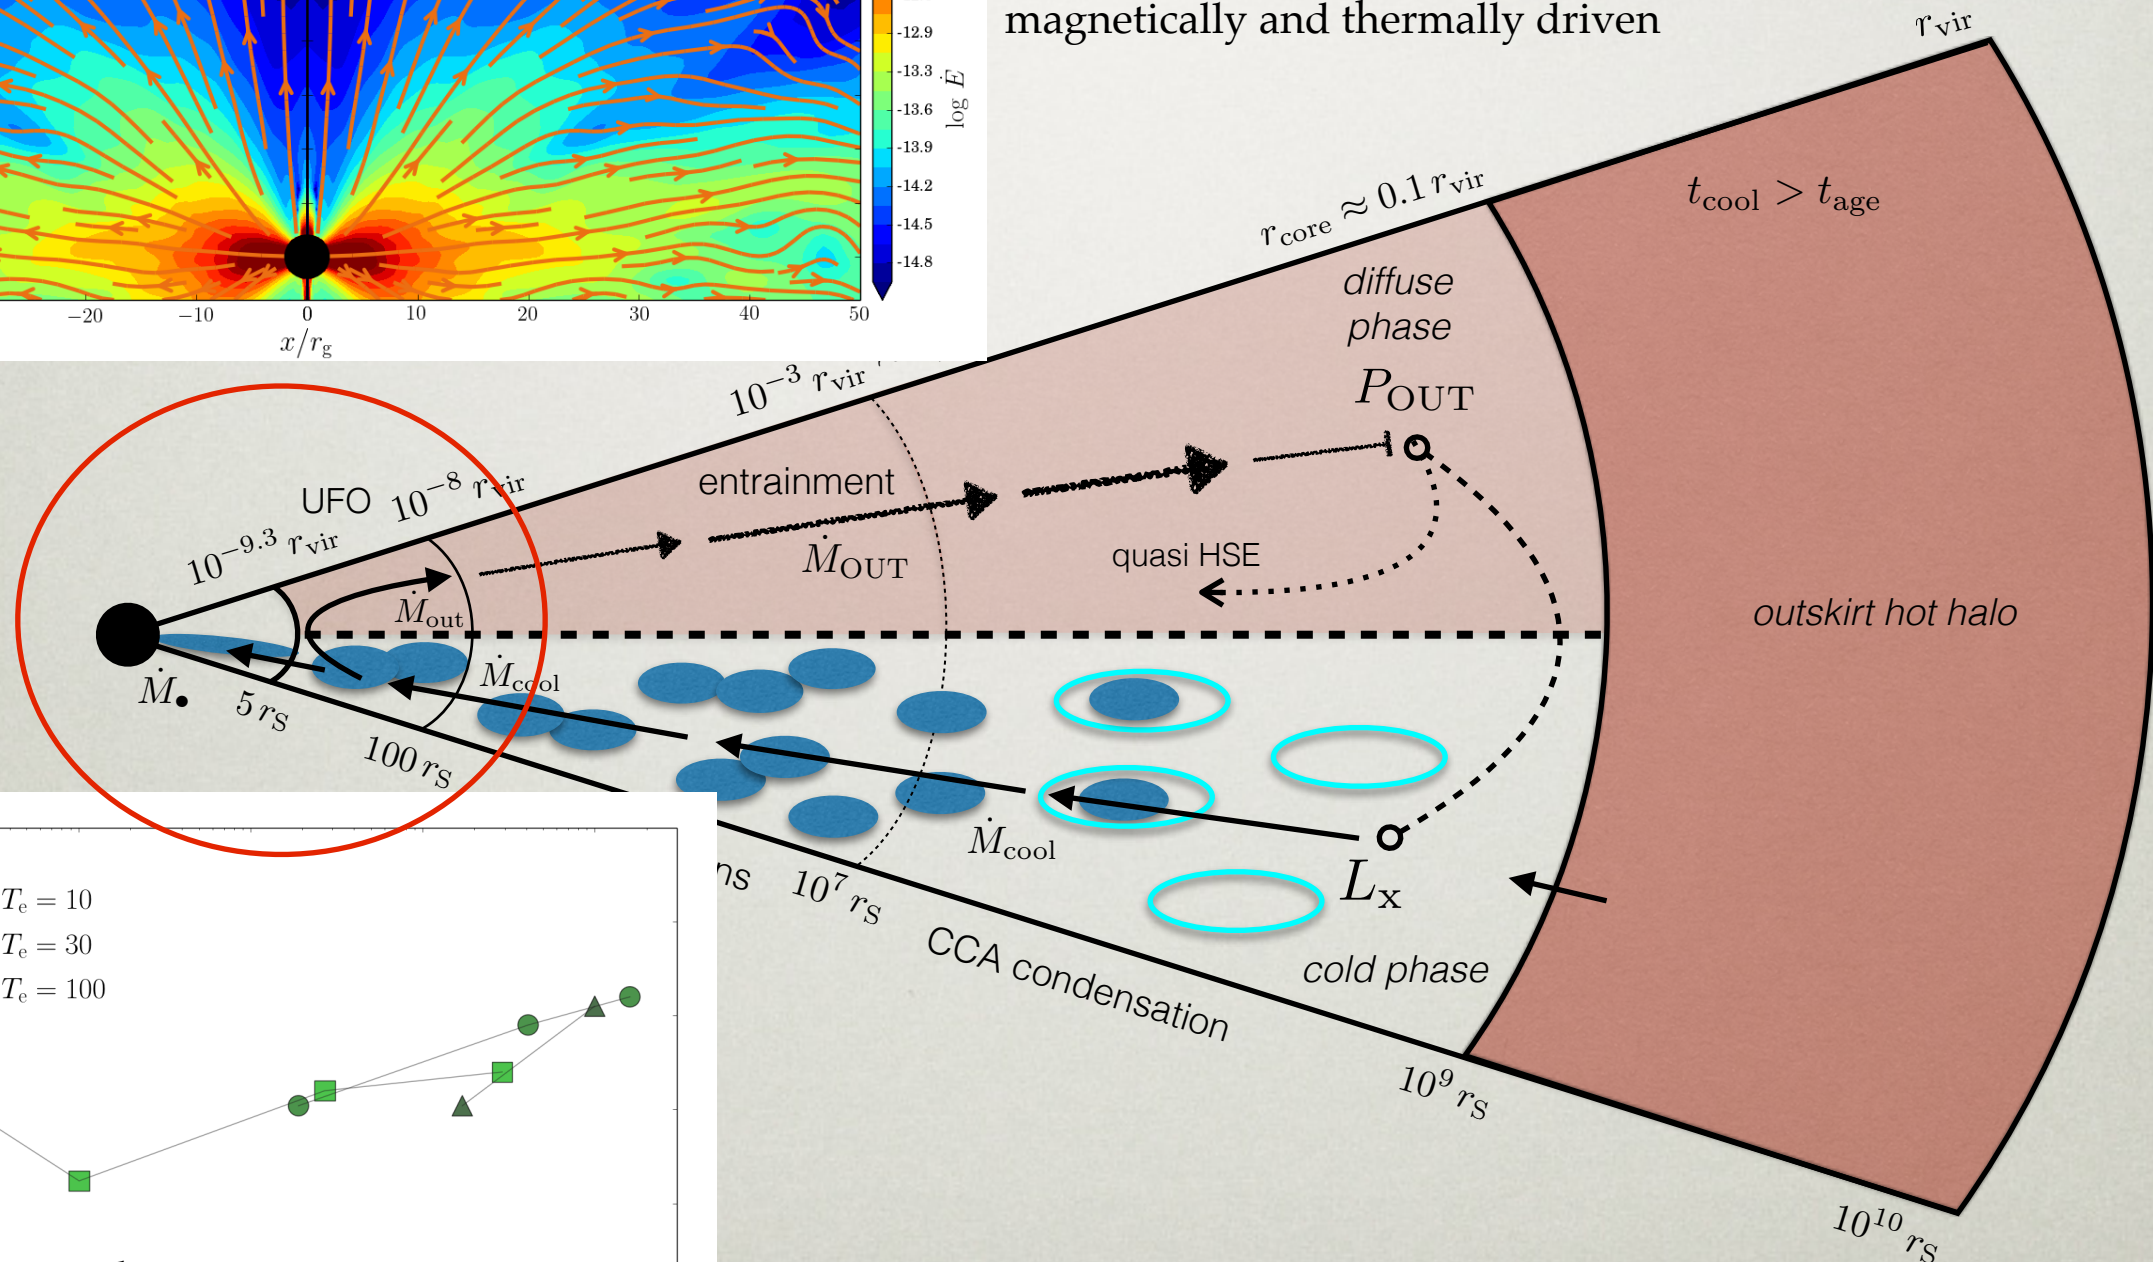 magnetically and thermally driven
-12.9
-13.3
-13.6
-13.9
-14.2
-14.5
-14.8
log Ė
−20 −10 0 10 20 30 40 50
x/r_g
r_vir
r_core ≈ 0.1 r_vir
t_cool > t_age
diffuse
phase
P_OUT
10^−3 r_vir
entrainment
UFO
10^−8 r_vir
10^−9.3 r_vir
Ṁ_OUT
quasi HSE
Ṁ_out
outskirt hot halo
Ṁ_•
Ṁ_cool
5 r_S
100 r_S
Ṁ_cool
L_x
ns
10^7 r_S
CCA condensation
cold phase
10^9 r_S
10^10 r_S
T_e = 10
T_e = 30
T_e = 100